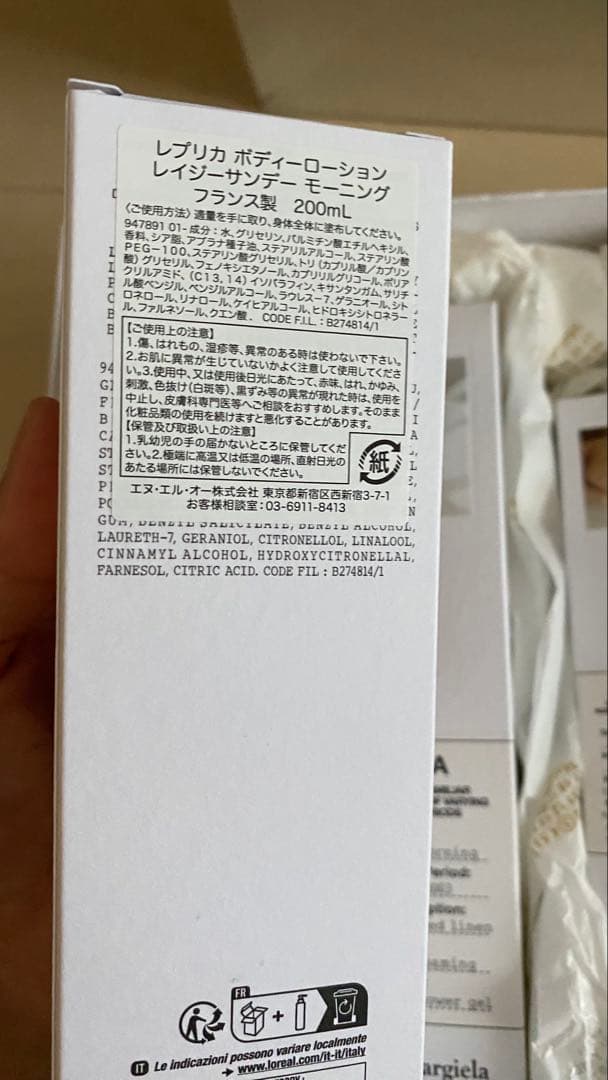 レプリカ ボディーローション
レイジーサンデー モーニング
フランス製 200mL
〈ご使用方法〉適量を手に取り、身体全体に塗布してください。
947891 01- 成分：水、グリセリン、パルミチン酸エチルヘキシル、
香料、シア脂、アブラナ種子油、ステアリルアルコール、ステアリン酸
PEG-100、ステアリン酸グリセリル、トリ（カプリル酸／カプリン
酸）グリセリル、フェノキシエタノール、カプリリルグリコール、ポリア
クリルアミド、（C13，14）イソパラフィン、キサンタンガム、サリチ
ル酸ベンジル、ベンジルアルコール、ラウレス-7、ゲラニオール、シト
ロネロール、リナロール、ケイヒアルコール、ヒドロキシシトロネラー
ル、ファルネソール、クエン酸。 CODE F.I.L.：B274814/1
【ご使用上の注意】
1.傷、はれもの、湿疹等、異常のある時は使わないで下さい。
2.お肌に異常が生じていないかよく注意して使用してくださ
い。3.使用中、又は使用後日光にあたって、赤味、はれ、かゆみ、
刺激、色抜け（白斑等）、黒ずみ等の異常が現れた時は、使用を
中止し、皮膚科専門医等へご相談をおすすめします。そのまま
化粧品類の使用を続けますと悪化することがあります。
【保管及び取扱い上の注意】
1.乳幼児の手の届かないところに保管してくだ
さい。2.極端に高温又は低温の場所、直射日光の
あたる場所には保管しないでください。
紙
エヌ・エル・オー株式会社 東京都新宿区西新宿3-7-1
お客様相談室：03-6911-8413
GUM, BENZYL SALICYLATE, BENZYL ALCOHOL,
LAURETH-7, GERANIOL, CITRONELLOL, LINALOOL,
CINNAMYL ALCOHOL, HYDROXYCITRONELLAL,
FARNESOL, CITRIC ACID. CODE FIL : B274814/1
FR
+
IT Le indicazioni possono variare localmente
→ www.loreal.com/it-it/italy
A
argiela